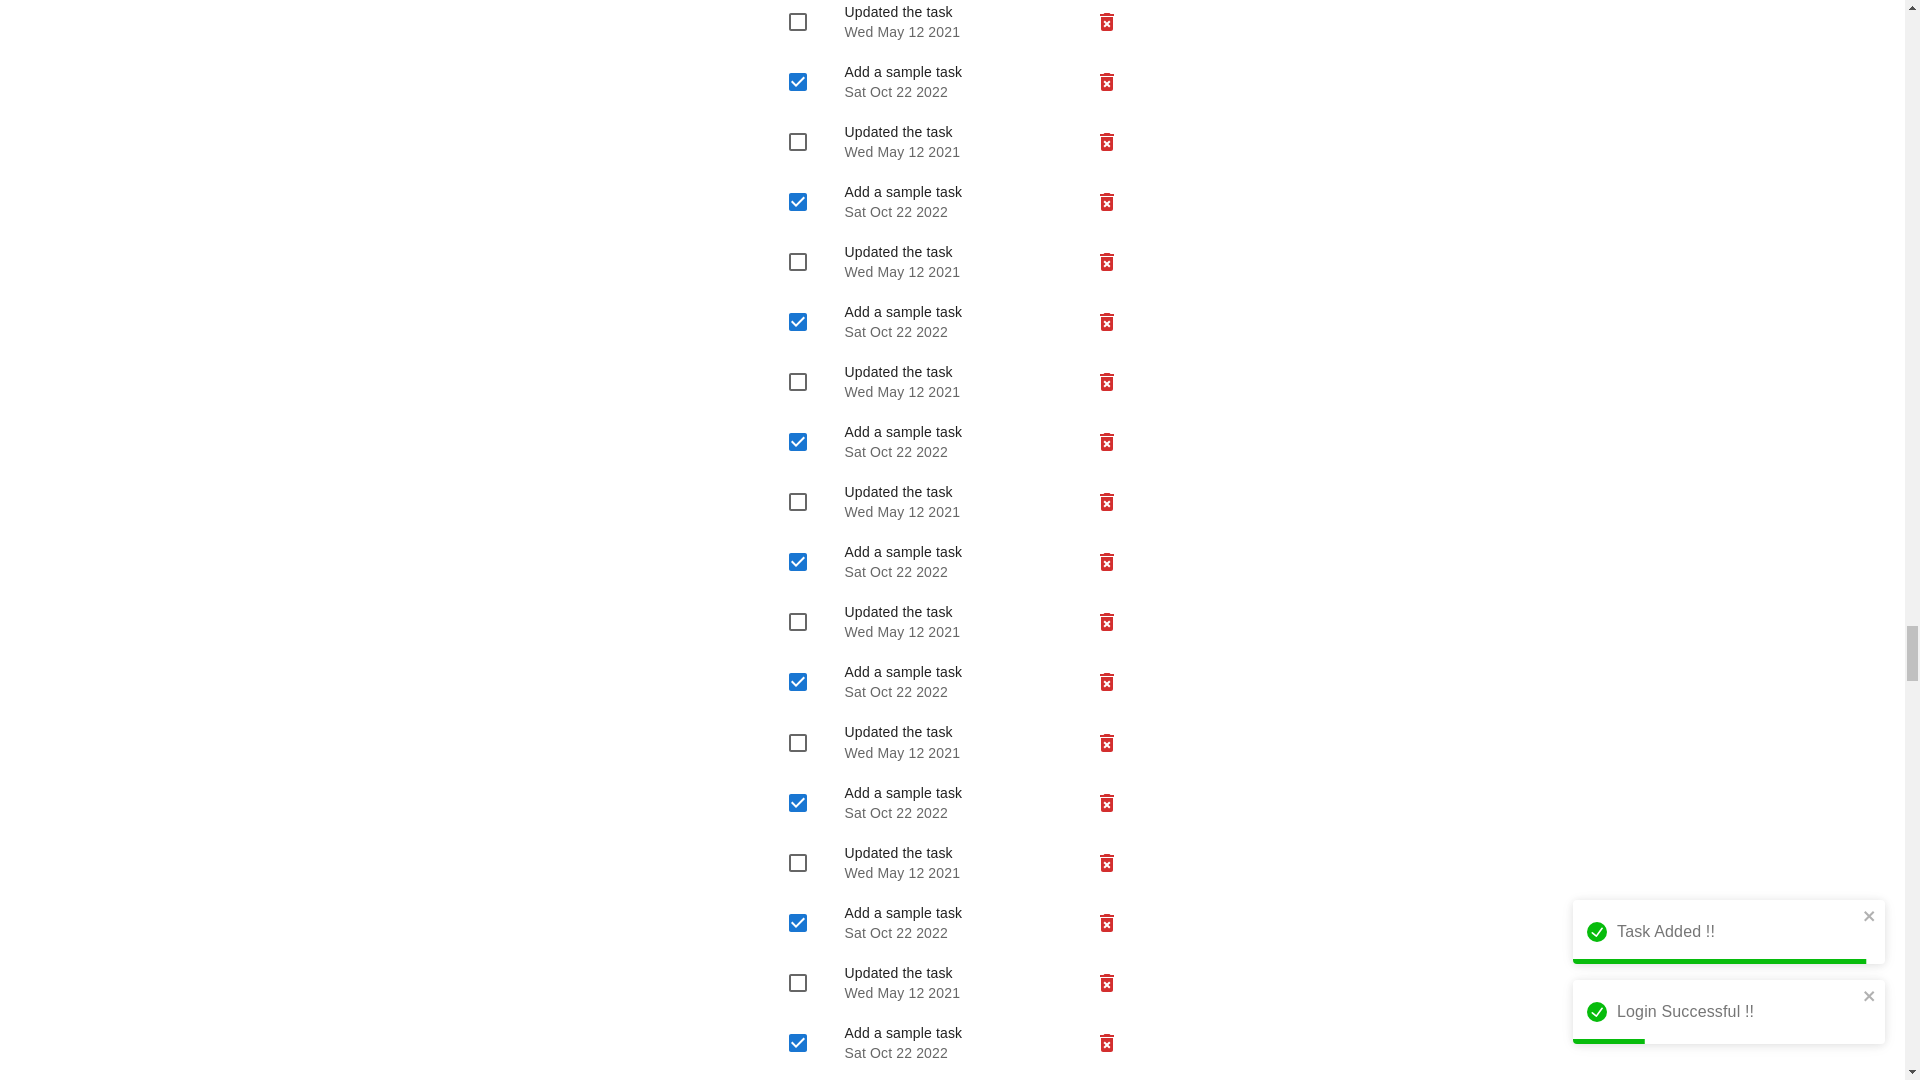 Updated the task
Wed May 12 2021
Add a sample task
Sat Oct 22 2022
Updated the task
Wed May 12 2021
Add a sample task
Sat Oct 22 2022
Updated the task
Wed May 12 2021
Add a sample task
Sat Oct 22 2022
Updated the task
Wed May 12 2021
Add a sample task
Sat Oct 22 2022
Updated the task
Wed May 12 2021
Add a sample task
Sat Oct 22 2022
Updated the task
Wed May 12 2021
Add a sample task
Sat Oct 22 2022
Updated the task
Wed May 12 2021
Add a sample task
Sat Oct 22 2022
Updated the task
Wed May 12 2021
Add a sample task
Sat Oct 22 2022
Updated the task
Wed May 12 2021
Add a sample task
Sat Oct 22 2022
Task Added !!
Login Successful !!